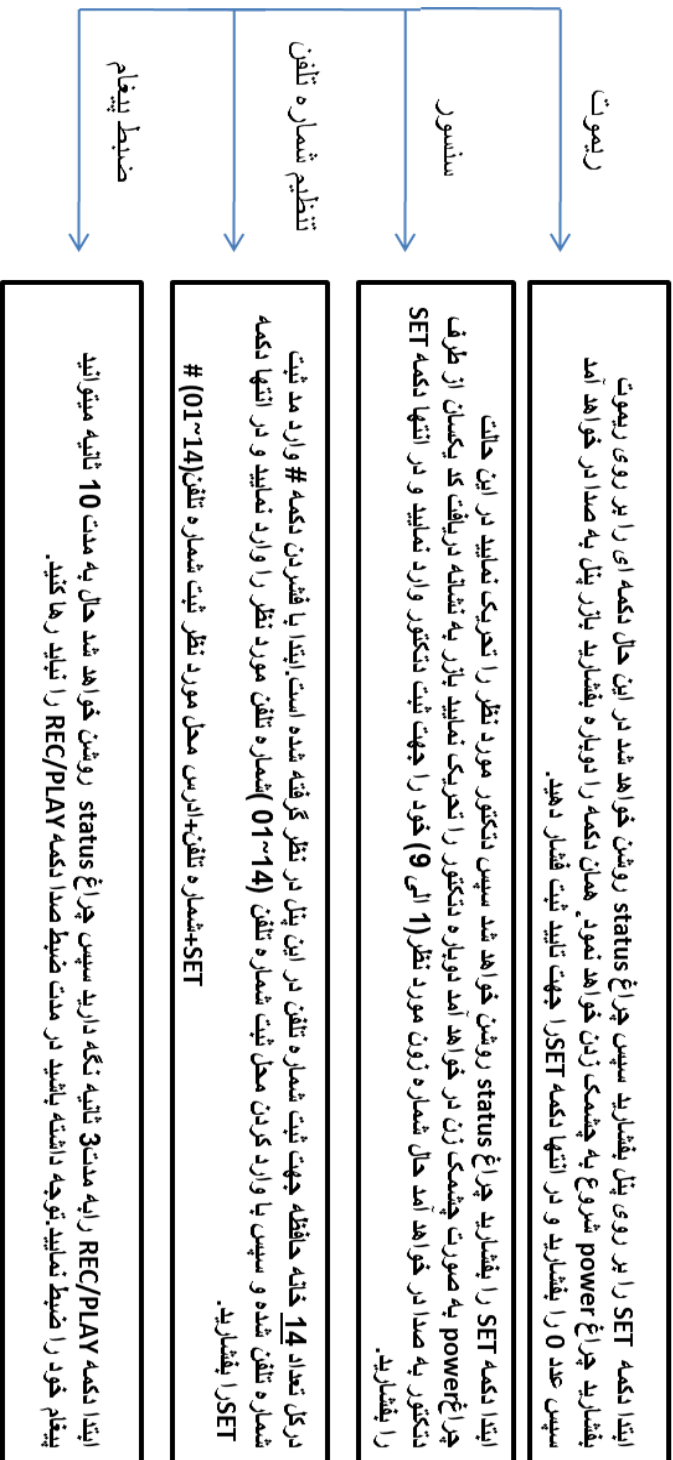 ریموت
ابتدا دکمه SET را بر روی پنل بفشارید سپس چراغ status روشن خواهد شد در این حال دکمه ای را بر روی ریموت
بفشارید چراغ power شروع به چشمک زدن خواهد نمود همان دکمه را دوباره بفشارید بازر پنل به صدا در خواهد آمد
سپس عدد 0 را بفشارید و در انتها دکمه SETرا جهت تایید ثبت فشار دهید.
سنسور
ابتدا دکمه SET را بفشارید چراغ status روشن خواهد شد سپس دتکتور مورد نظر را تحریک نمایید در این حالت
چراغpower به صورت چشمک زن در خواهد آمد دوباره دتکتور را تحریک نمایید بازر به نشانه دریافت کد یکسان از طرف
دتکتور به صدا در خواهد آمد حال شماره زون مورد نظر(1 الی 9) خود را جهت ثبت دتکتور وارد نمایید و در انتها دکمه SET
را بفشارید.
تنظیم شماره تلفن
درکل تعداد 14 خانه حافظه جهت ثبت شماره تلفن در این پنل در نظر گرفته شده است.ابتدا با فشردن دکمه # وارد مد ثبت
شماره تلفن شده و سپس با وارد کردن محل ثبت شماره تلفن (14~01 )شماره تلفن مورد نظر را وارد نمایید و در انتها دکمه
SETرا بفشارید.
SET+شماره تلفن+ادرس محل مورد نظر ثبت شماره تلفن(14~01) #
ضبط پیغام
ابتدا دکمه REC/PLAY رابه مدت3 ثانیه نگه دارید سپس چراغ status روشن خواهد شد حال به مدت 10 ثانیه میتوانید
پیغام خود را ضبط نمایید.توجه داشته باشید در مدت ضبط صدا دکمه REC/PLAY را نباید رها کنید.